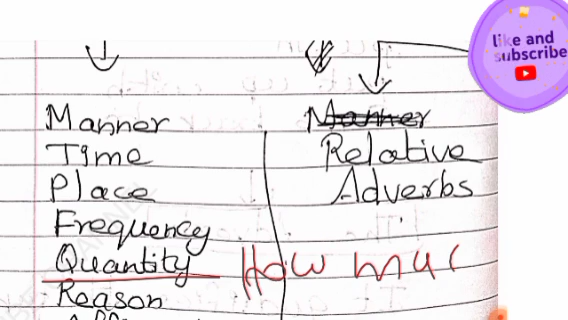 like and
subscribe
Manner
Manner
Time
Relative
Place
Adverbs
Frequency
Quantity How muc
Reason